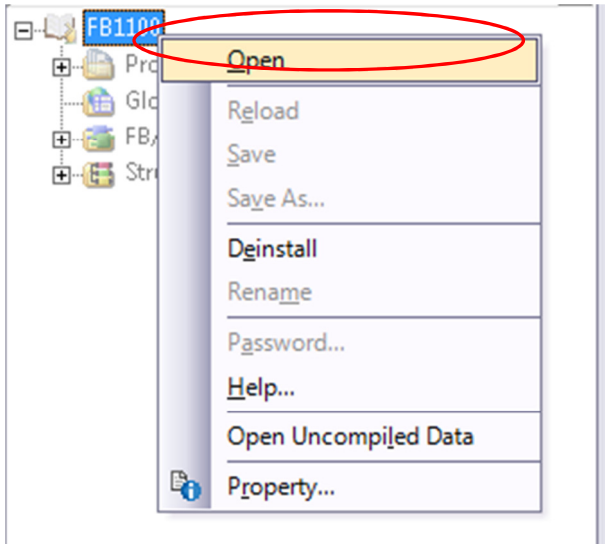 FB1100
Open
Reload
Save
Save As...
Deinstall
Rename
Password...
Help...
Open Uncompiled Data
Property...